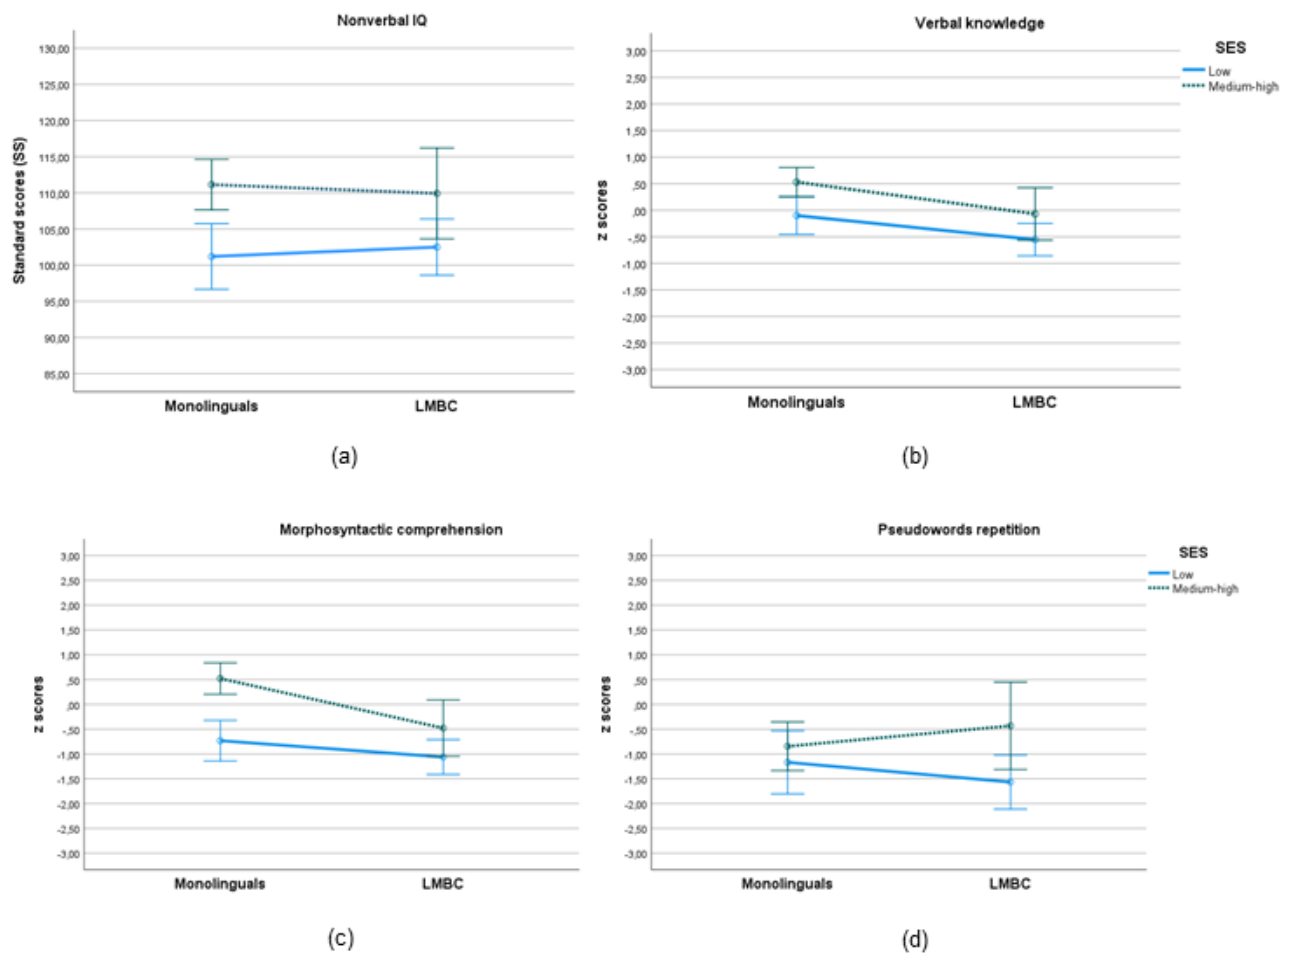 Nonverbal IQ
Standard scores (SS)
130,00
125,00
120,00
115,00
110,00
105,00
100,00
95,00
90,00
85,00
Monolinguals LMBC
(a)
Verbal knowledge
SES
Low
Medium-high
z scores
3,00
2,50
2,00
1,50
1,00
,50
,00
-,50
-1,00
-1,50
-2,00
-2,50
-3,00
Monolinguals LMBC
(b)
Morphosyntactic comprehension
z scores
3,00
2,50
2,00
1,50
1,00
,50
,00
-,50
-1,00
-1,50
-2,00
-2,50
-3,00
Monolinguals LMBC
(c)
Pseudowords repetition
SES
Low
Medium-high
z scores
3,00
2,50
2,00
1,50
1,00
,50
,00
-,50
-1,00
-1,50
-2,00
-2,50
-3,00
Monolinguals LMBC
(d)